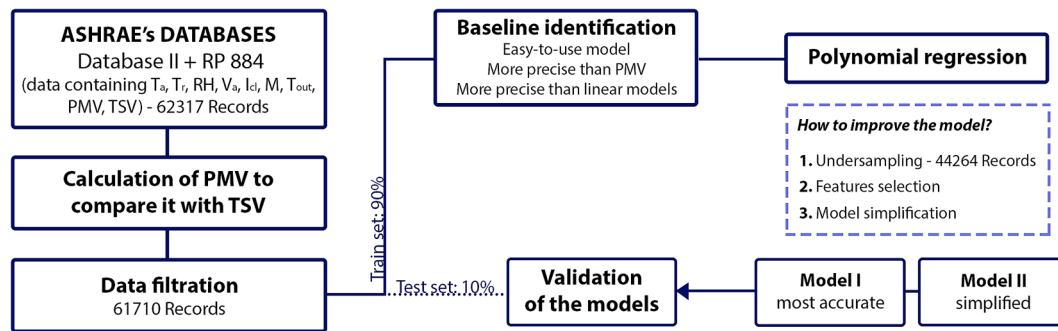 ASHRAE's DATABASES
Database II + RP 884
(data containing Ta, Tr, RH, Va, Icl, M, Tout,
PMV, TSV) - 62317 Records
Calculation of PMV to
compare it with TSV
Data filtration
61710 Records
Train set: 90%
Test set: 10%
Baseline identification
Easy-to-use model
More precise than PMV
More precise than linear models
Polynomial regression
How to improve the model?
1. Undersampling - 44264 Records
2. Features selection
3. Model simplification
Validation
of the models
Model I
most accurate
Model II
simplified